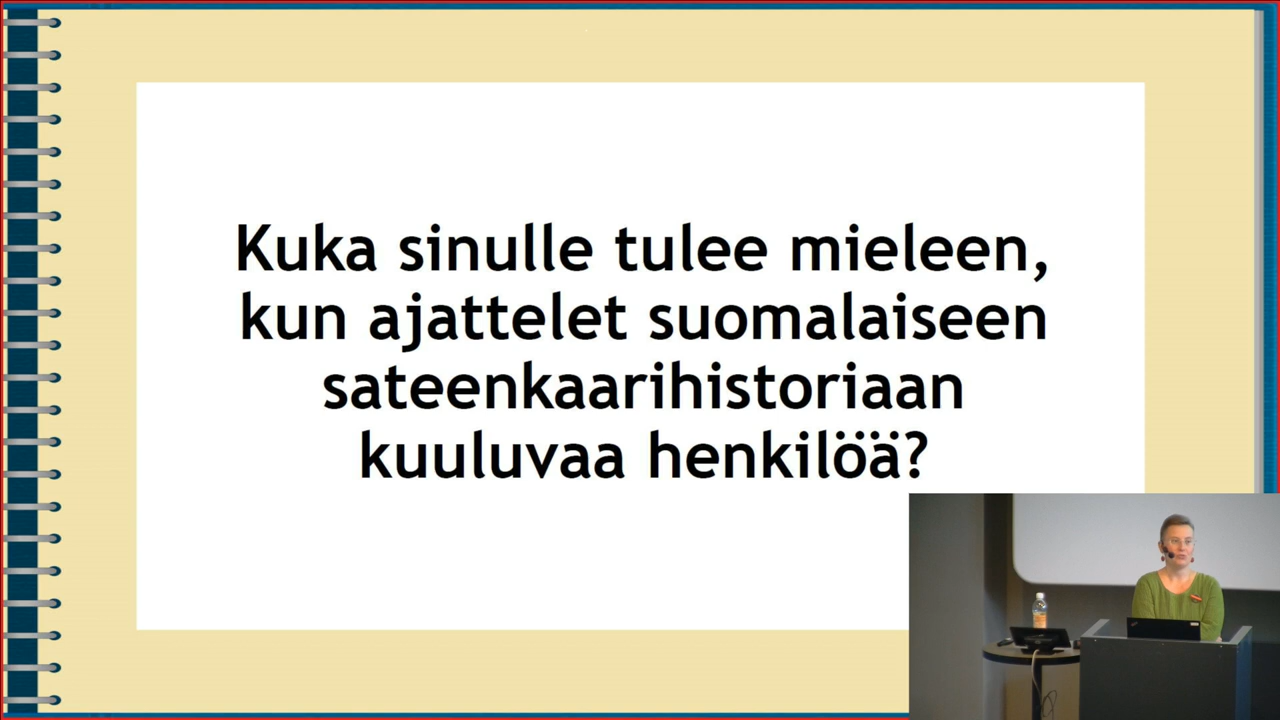 Kuka sinulle tulee mieleen,
kun ajattelet suomalaiseen
sateenkaarihistoriaan
kuuluvaa henkilöä?